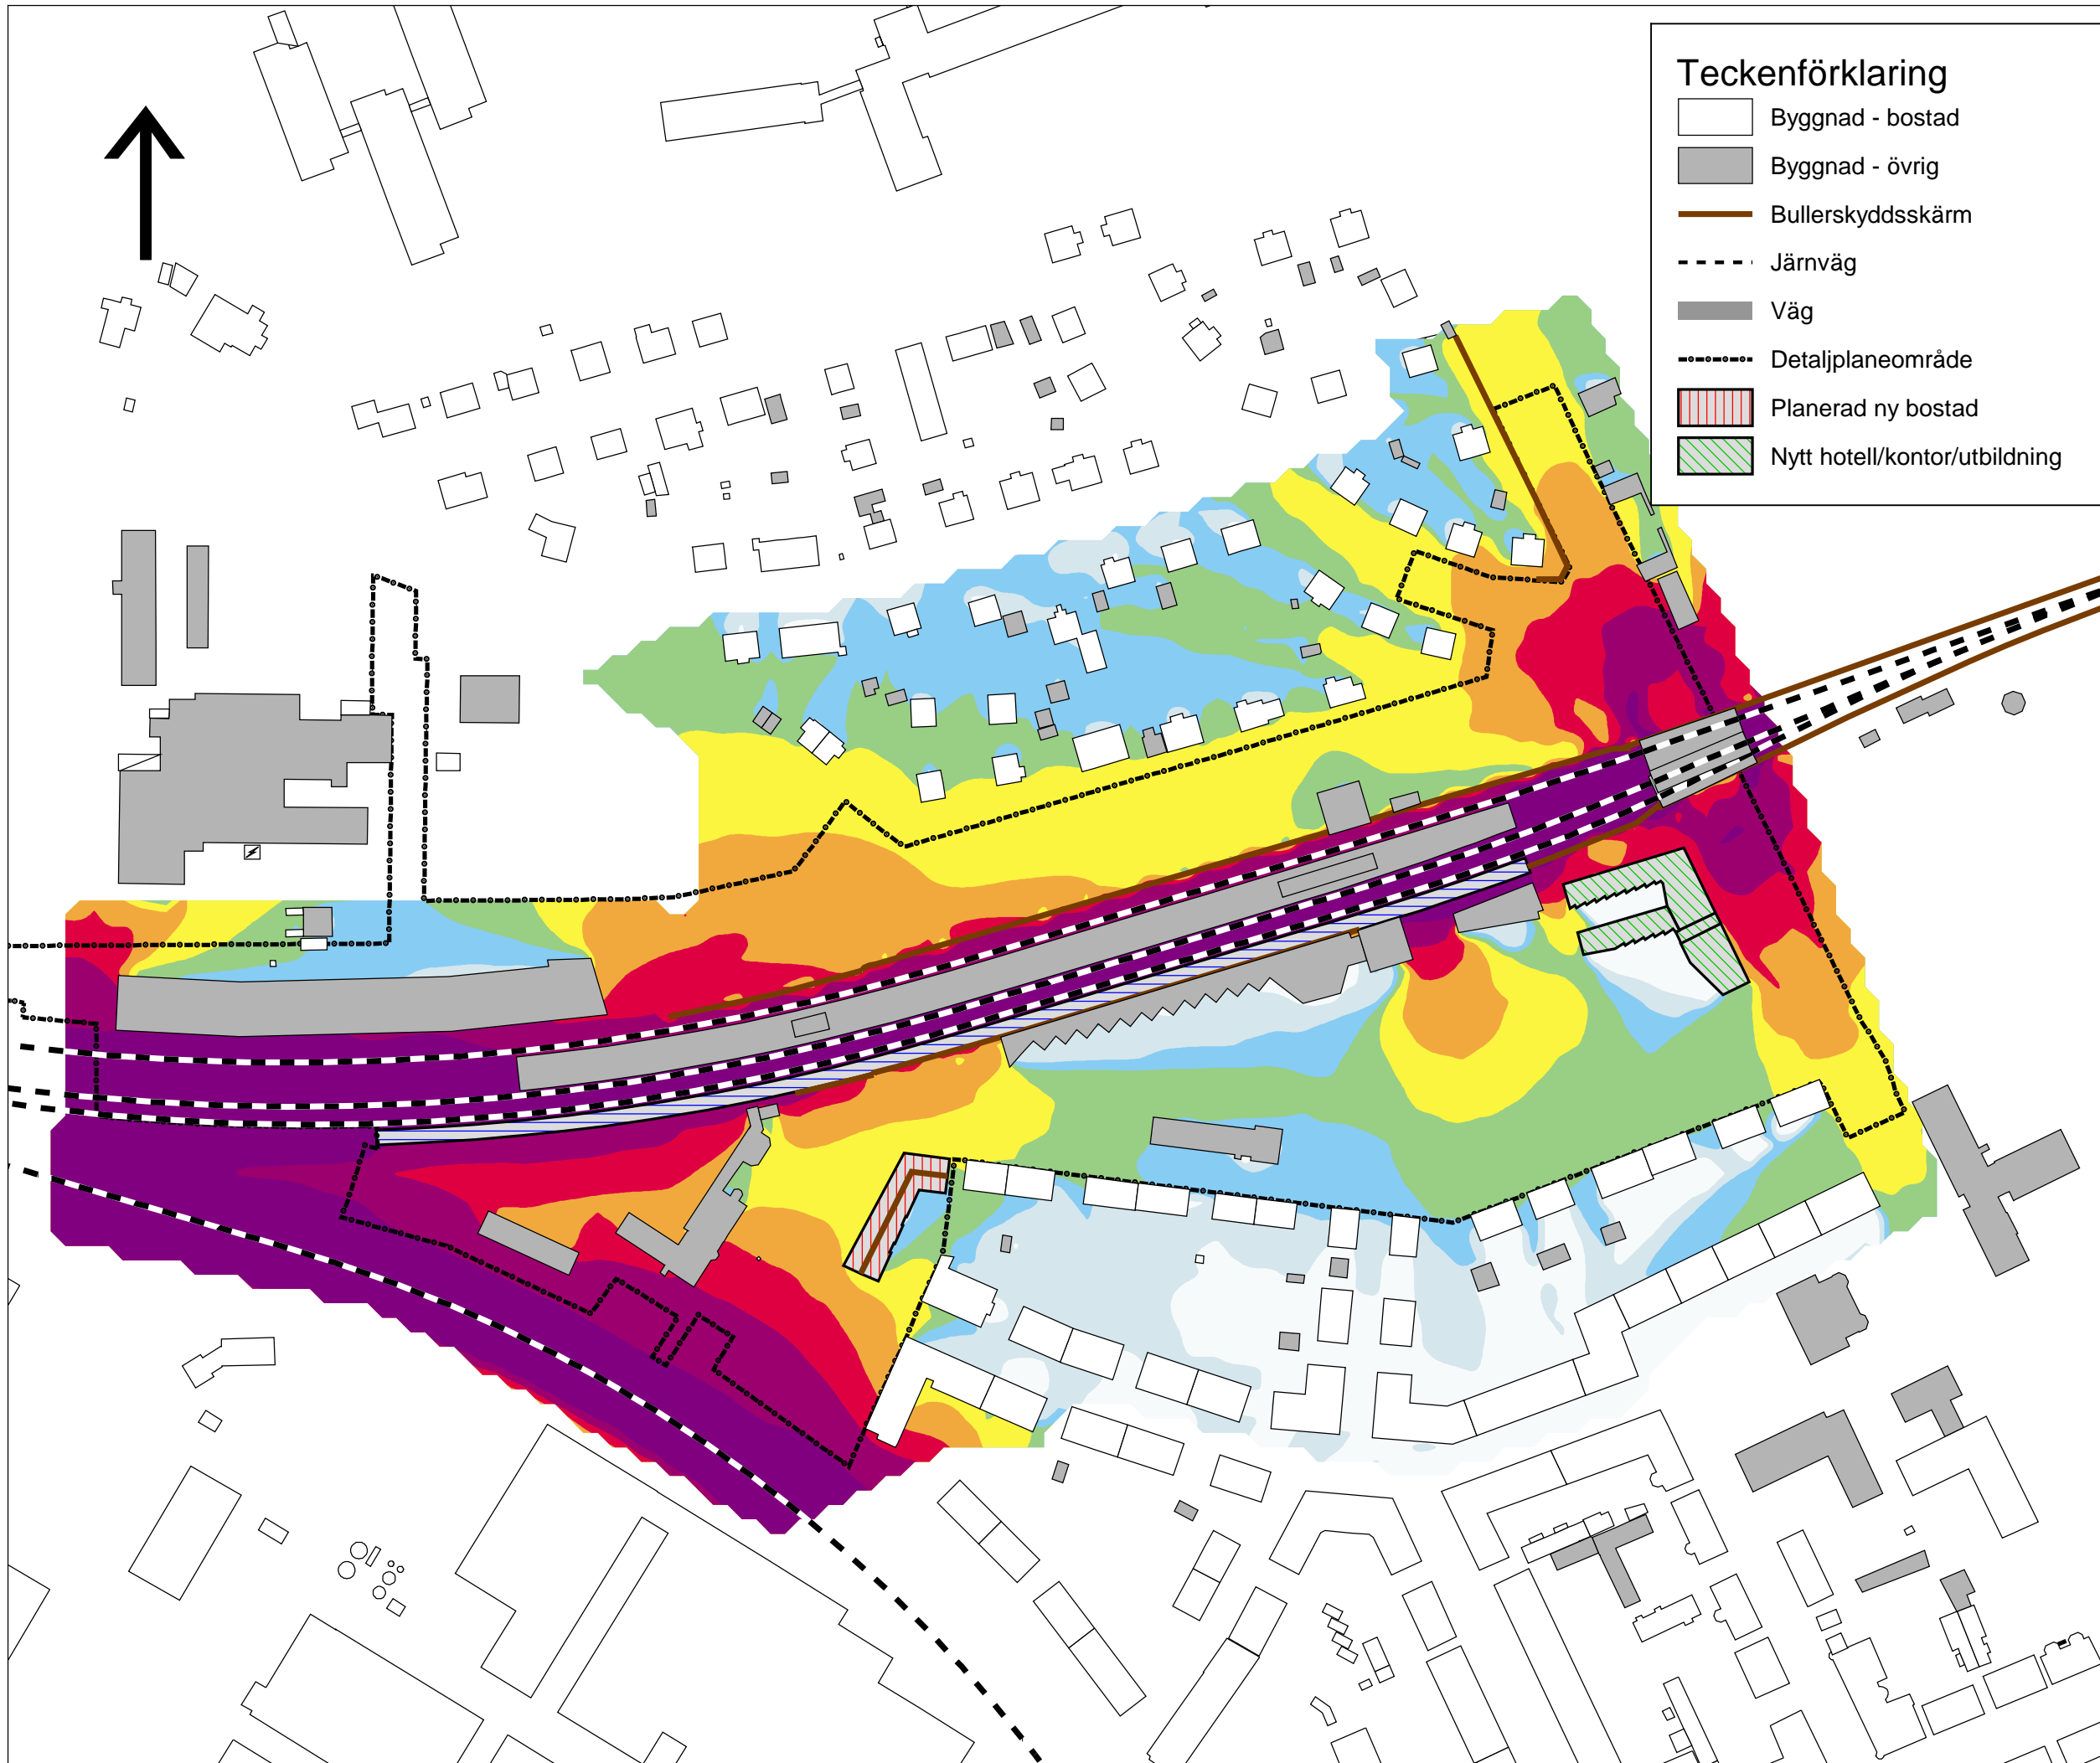 Teckenförklaring
Byggnad - bostad
Byggnad - övrig
Bullerskyddsskärm
Järnväg
Väg
Detaljplaneområde
Planerad ny bostad
Nytt hotell/kontor/utbildning